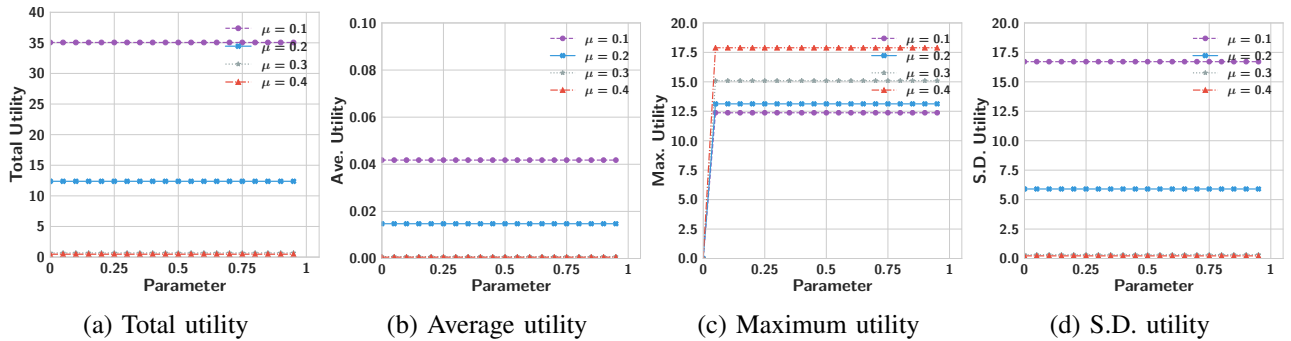 40
35
30
25
20
15
10
5
0
Total Utility
0 0.25 0.5 0.75 1
Parameter
μ = 0.1
μ = 0.2
μ = 0.3
μ = 0.4
(a) Total utility
0.10
0.08
0.06
0.04
0.02
0.00
Ave. Utility
0 0.25 0.5 0.75 1
Parameter
μ = 0.1
μ = 0.2
μ = 0.3
μ = 0.4
(b) Average utility
20.0
17.5
15.0
12.5
10.0
7.5
5.0
2.5
0.0
Max. Utility
0 0.25 0.5 0.75 1
Parameter
μ = 0.1
μ = 0.2
μ = 0.3
μ = 0.4
(c) Maximum utility
20.0
17.5
15.0
12.5
10.0
7.5
5.0
2.5
0.0
S.D. Utility
0 0.25 0.5 0.75 1
Parameter
μ = 0.1
μ = 0.2
μ = 0.3
μ = 0.4
(d) S.D. utility